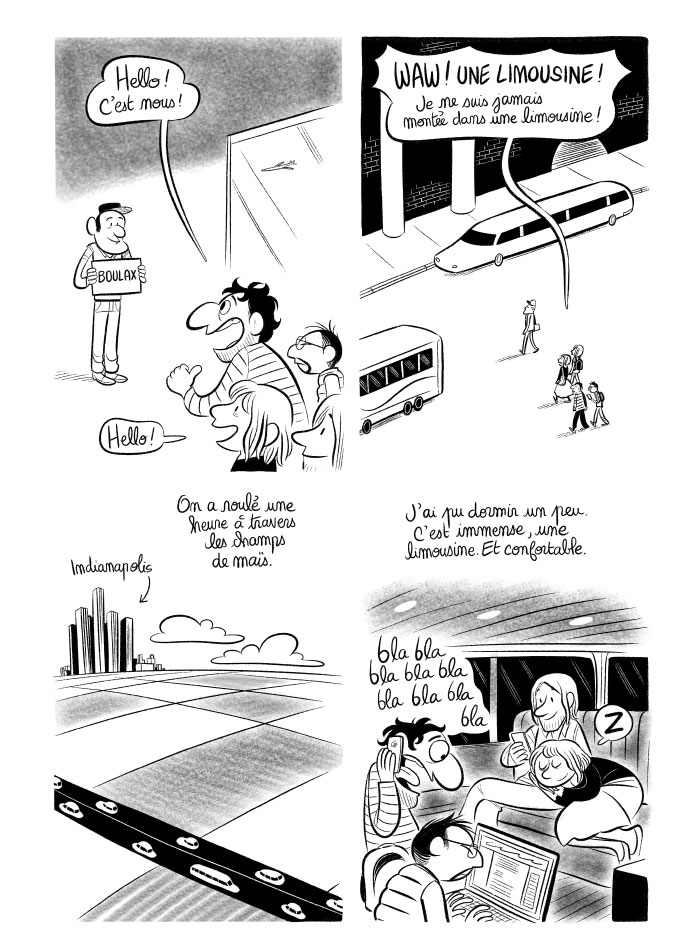 Hello !
C'est nous !
BOULAX
Hello !
WAW ! UNE LIMOUSINE !
Je ne suis jamais
montée dans une limousine !
On a roulé une
heure à travers
les champs
de maïs.
Indianapolis
J'ai pu dormir un peu.
C'est immense, une
limousine. Et confortable.
bla bla
bla bla bla
bla bla bla
bla
Z